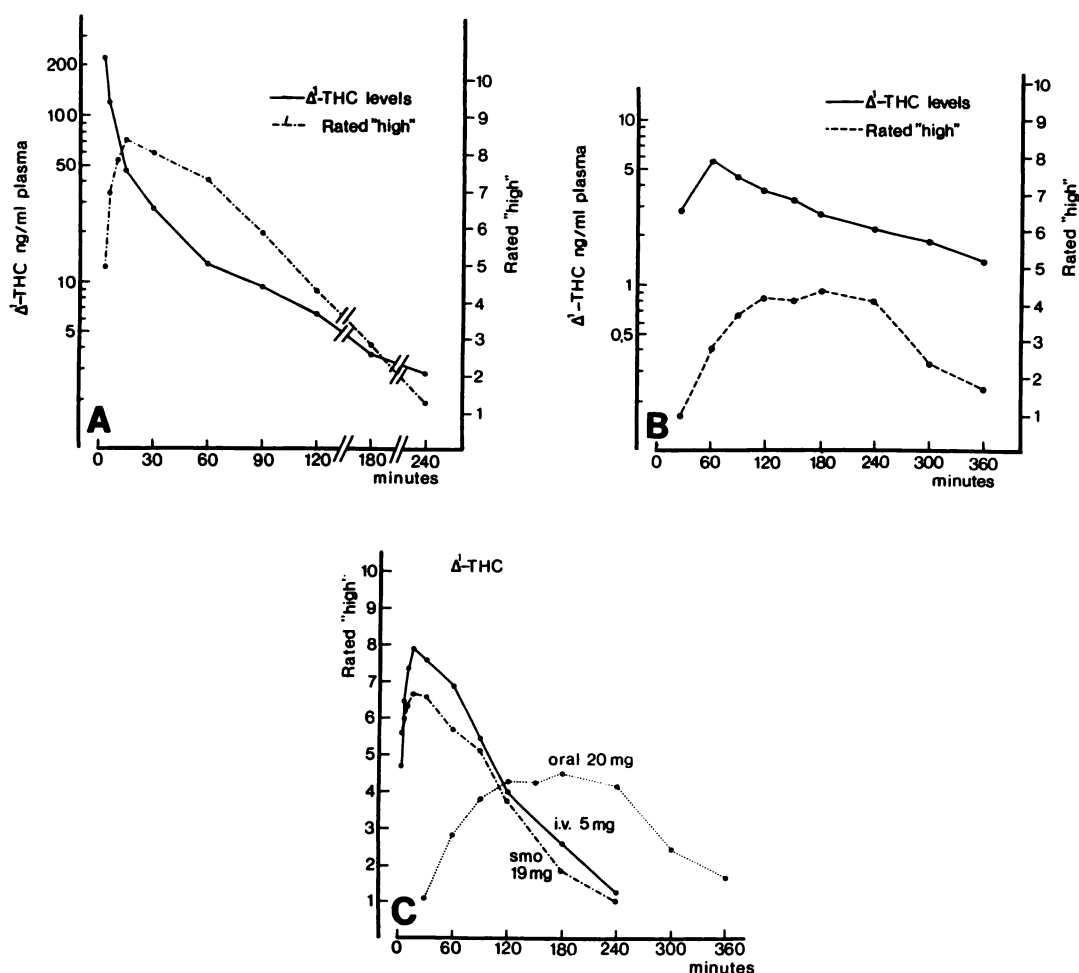 Δ¹-THC ng/ml plasma
200
100
50
10
5
Δ¹-THC levels
Rated "high"
10
9
8
7
6
5
4
3
2
1
Rated "high"
A
0 30 60 90 120 180 240
minutes
Δ¹-THC ng/ml plasma
10
5
1
0,5
Δ¹-THC levels
Rated "high"
10
9
8
7
6
5
4
3
2
1
Rated "high"
B
0 60 120 180 240 300 360
minutes
Δ¹-THC
Rated "high"
10
9
8
7
6
5
4
3
2
1
oral 20 mg
i.v. 5 mg
smo
19 mg
C
0 60 120 180 240 300 360
minutes